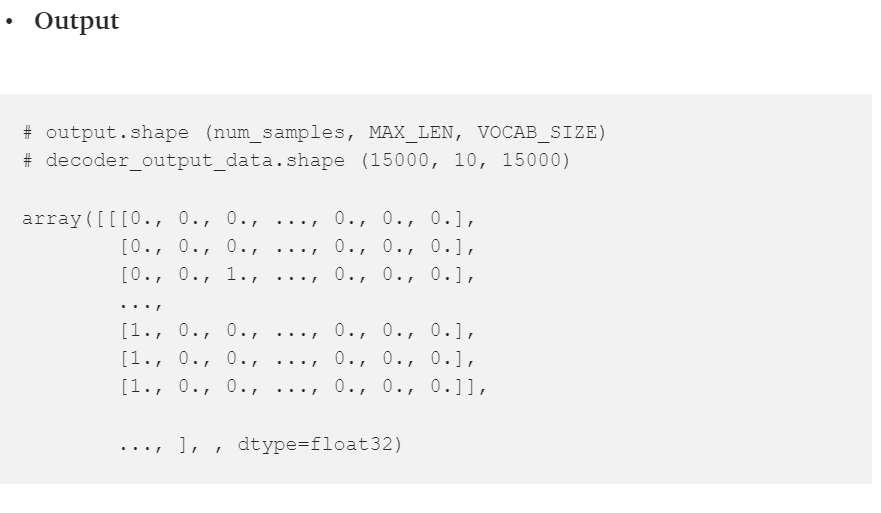 • Output
# output.shape (num_samples, MAX_LEN, VOCAB_SIZE)
# decoder_output_data.shape (15000, 10, 15000)
array([[[0., 0., 0., ..., 0., 0., 0.],
        [0., 0., 0., ..., 0., 0., 0.],
        [0., 0., 1., ..., 0., 0., 0.],
        ...,
        [1., 0., 0., ..., 0., 0., 0.],
        [1., 0., 0., ..., 0., 0., 0.],
        [1., 0., 0., ..., 0., 0., 0.]],
        ..., ], , dtype=float32)